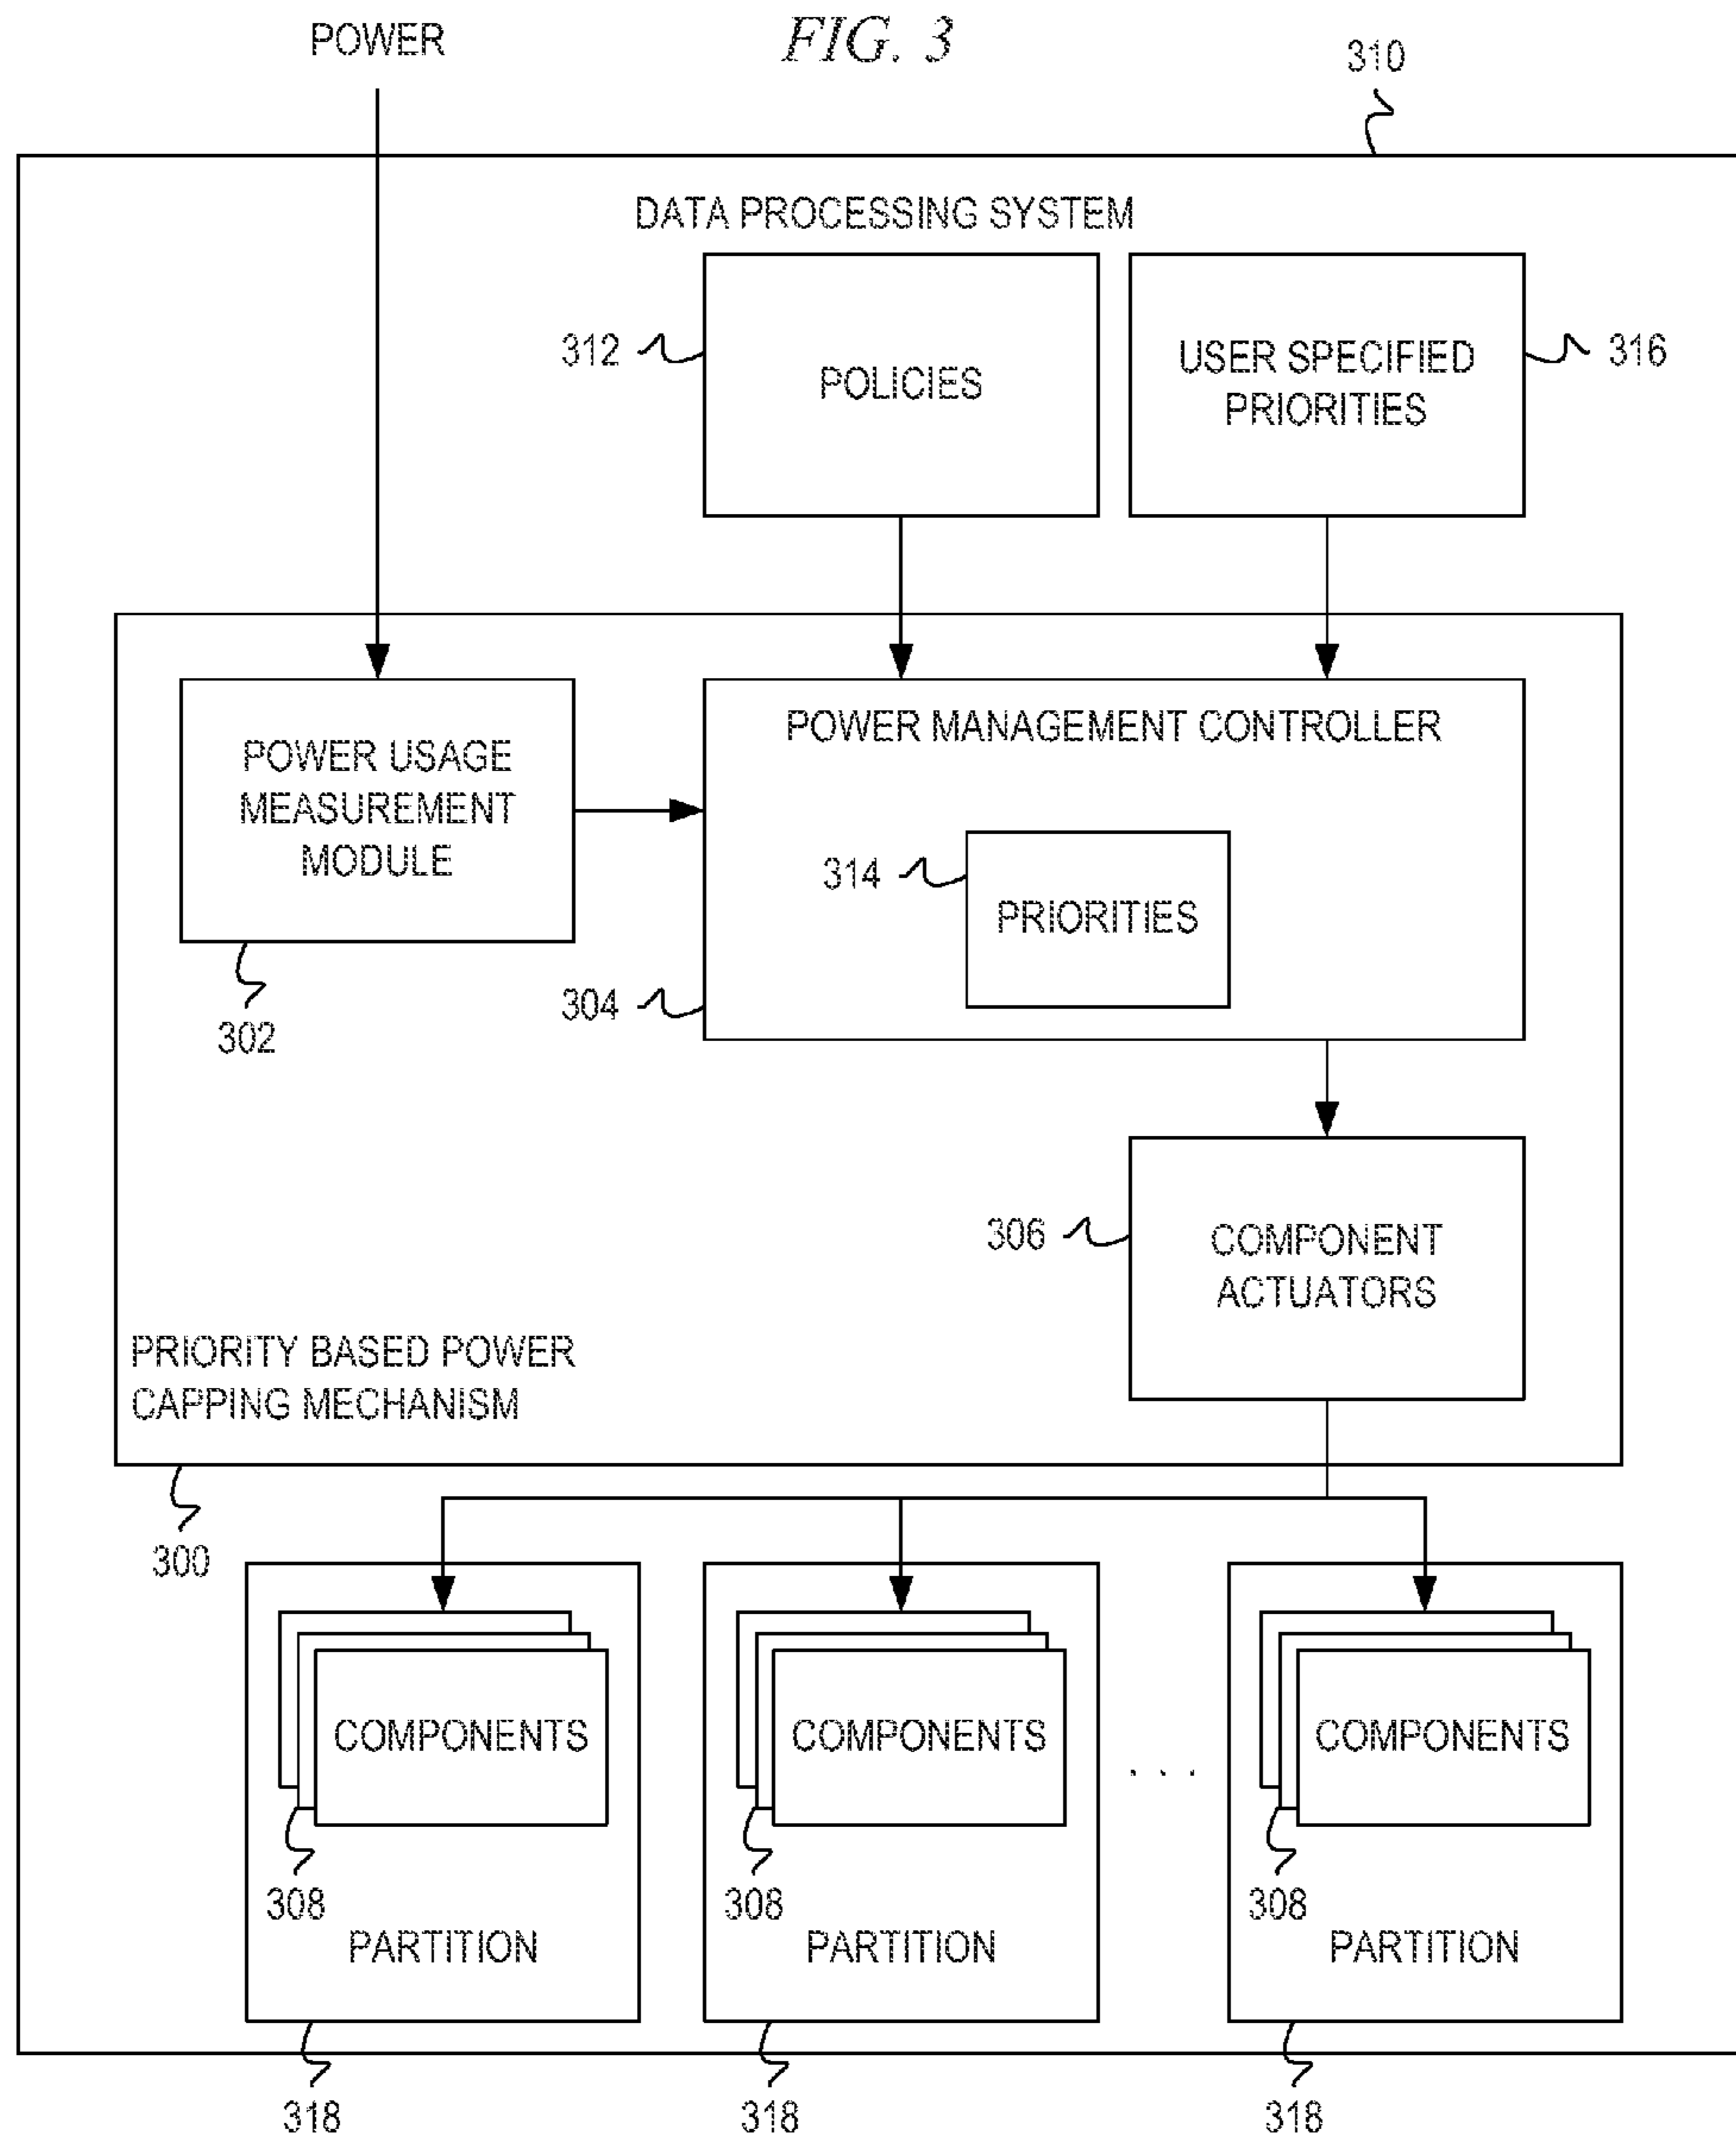 FIG. 3
POWER
310
DATA PROCESSING SYSTEM
312
POLICIES
USER SPECIFIED
PRIORITIES
316
POWER USAGE
MEASUREMENT
MODULE
302
POWER MANAGEMENT CONTROLLER
314
PRIORITIES
304
306
COMPONENT
ACTUATORS
PRIORITY BASED POWER
CAPPING MECHANISM
300
COMPONENTS
308
PARTITION
318
COMPONENTS
308
PARTITION
318
. . .
COMPONENTS
308
PARTITION
318